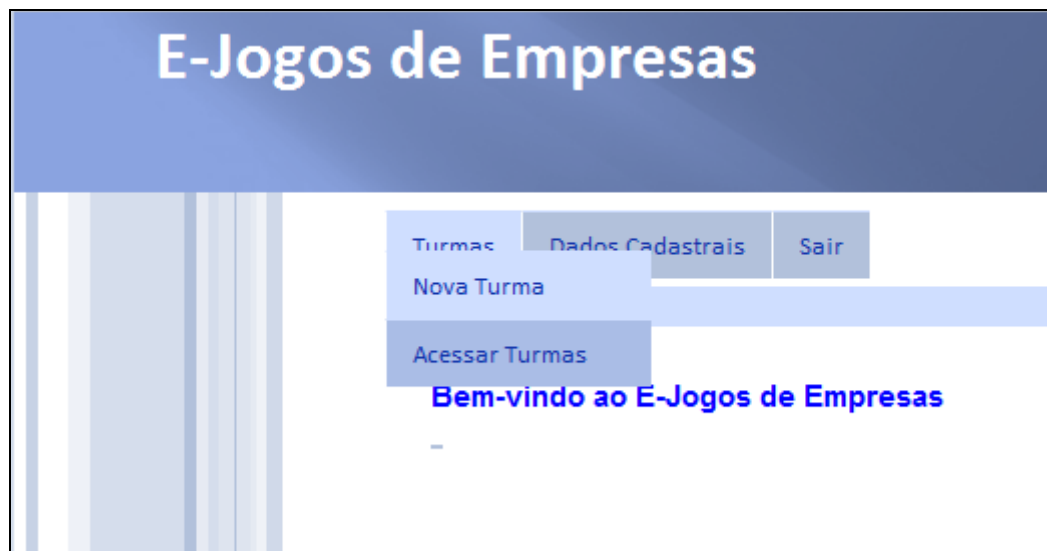 E-Jogos de Empresas
Turmas Dados Cadastrais Sair
Nova Turma
Acessar Turmas
Bem-vindo ao E-Jogos de Empresas
-